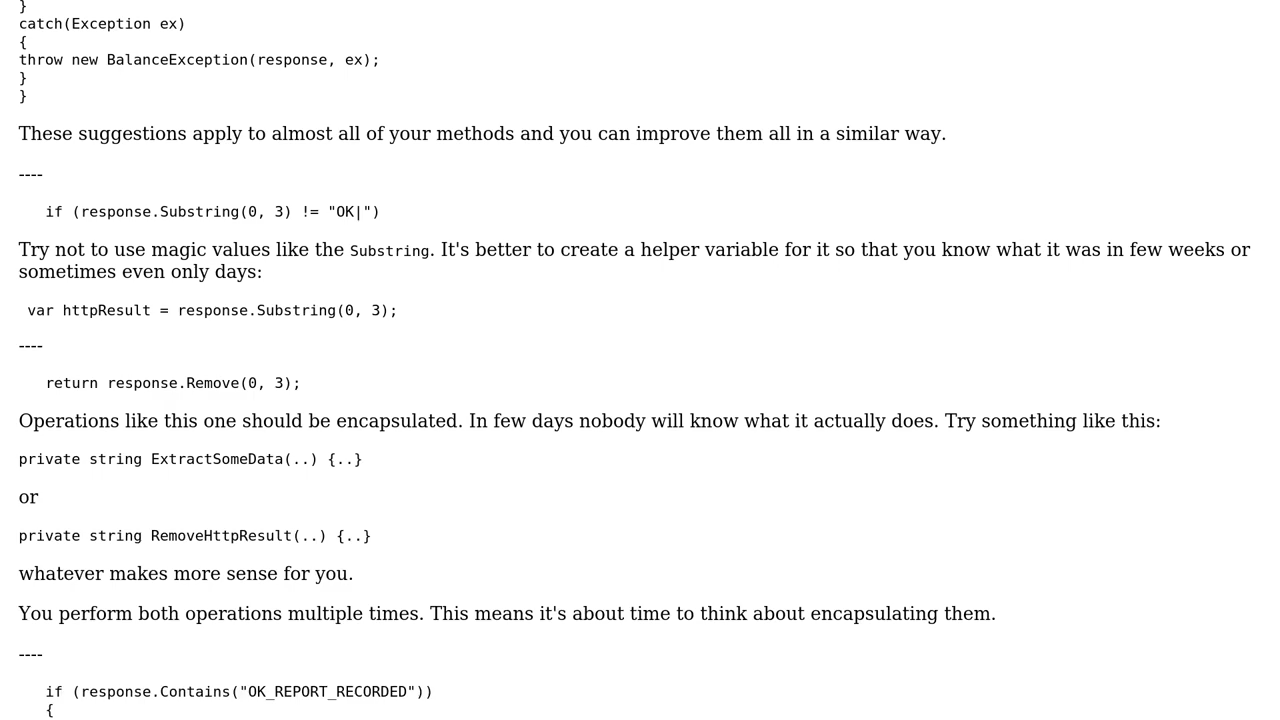 }
catch(Exception ex)
{
throw new BalanceException(response, ex);
}
}
These suggestions apply to almost all of your methods and you can improve them all in a similar way.
----
if (response.Substring(0, 3) != "OK|")
Try not to use magic values like the Substring. It's better to create a helper variable for it so that you know what it was in few weeks or
sometimes even only days:
var httpResult = response.Substring(0, 3);
----
return response.Remove(0, 3);
Operations like this one should be encapsulated. In few days nobody will know what it actually does. Try something like this:
private string ExtractSomeData(..) {..}
or
private string RemoveHttpResult(..) {..}
whatever makes more sense for you.
You perform both operations multiple times. This means it's about time to think about encapsulating them.
----
if (response.Contains("OK_REPORT_RECORDED"))
{